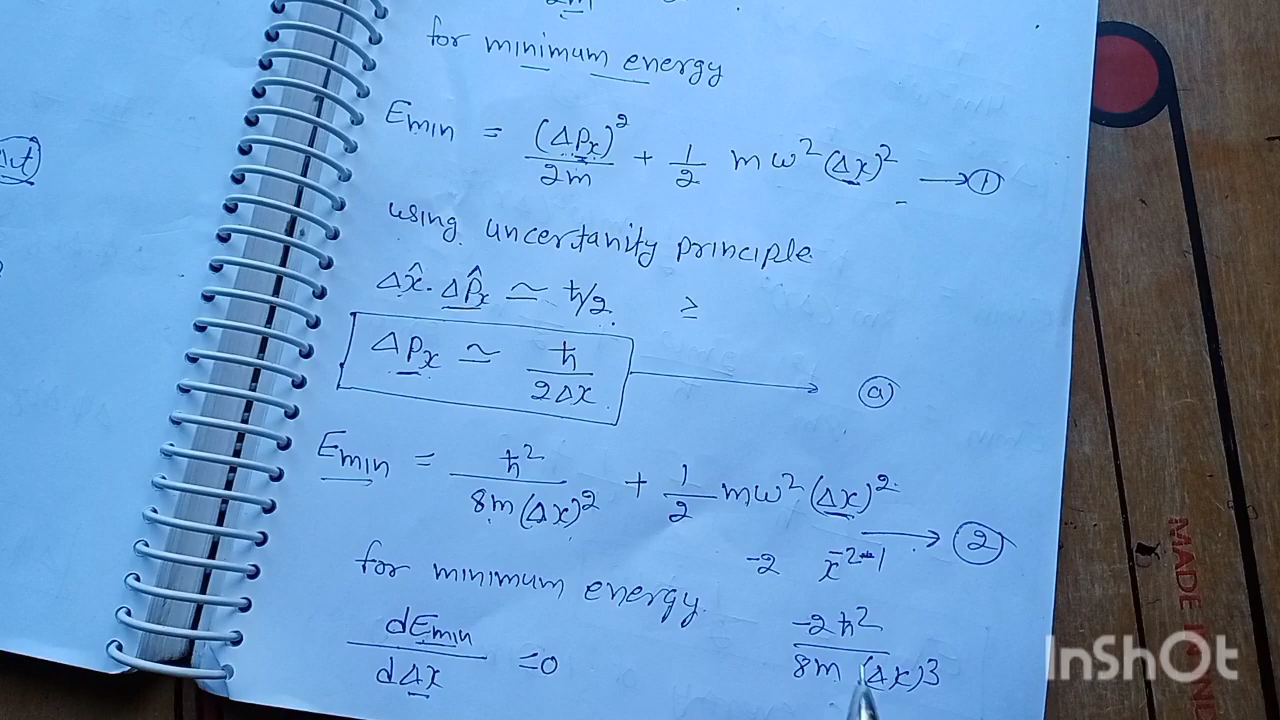 2m
for minimum energy
Emin = (ΔPx)²/2m + 1/2 mω²(Δx)² → ①
using uncertanity principle
Δx̂ . ΔP̂x ≃ ħ/2. ≥
ΔPx ≃ ħ/2Δx → ⓐ
Emin = ħ²/8m(Δx)² + 1/2 mω²(Δx)² → ②
-2 x⁻²⁻¹
for minimum energy.
dEmin/dΔx = 0 -2ħ²/8m(Δx)3
InShOt